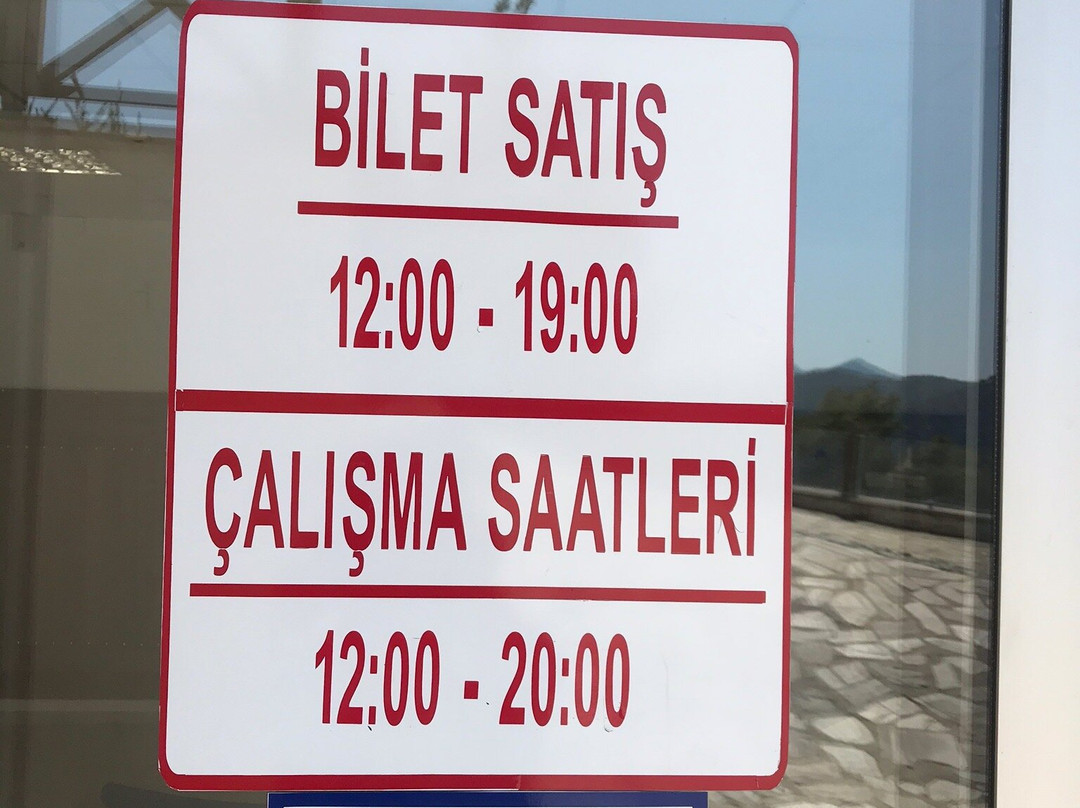 BİLET SATIŞ
12:00 - 19:00
ÇALIŞMA SAATLERİ
12:00 - 20:00